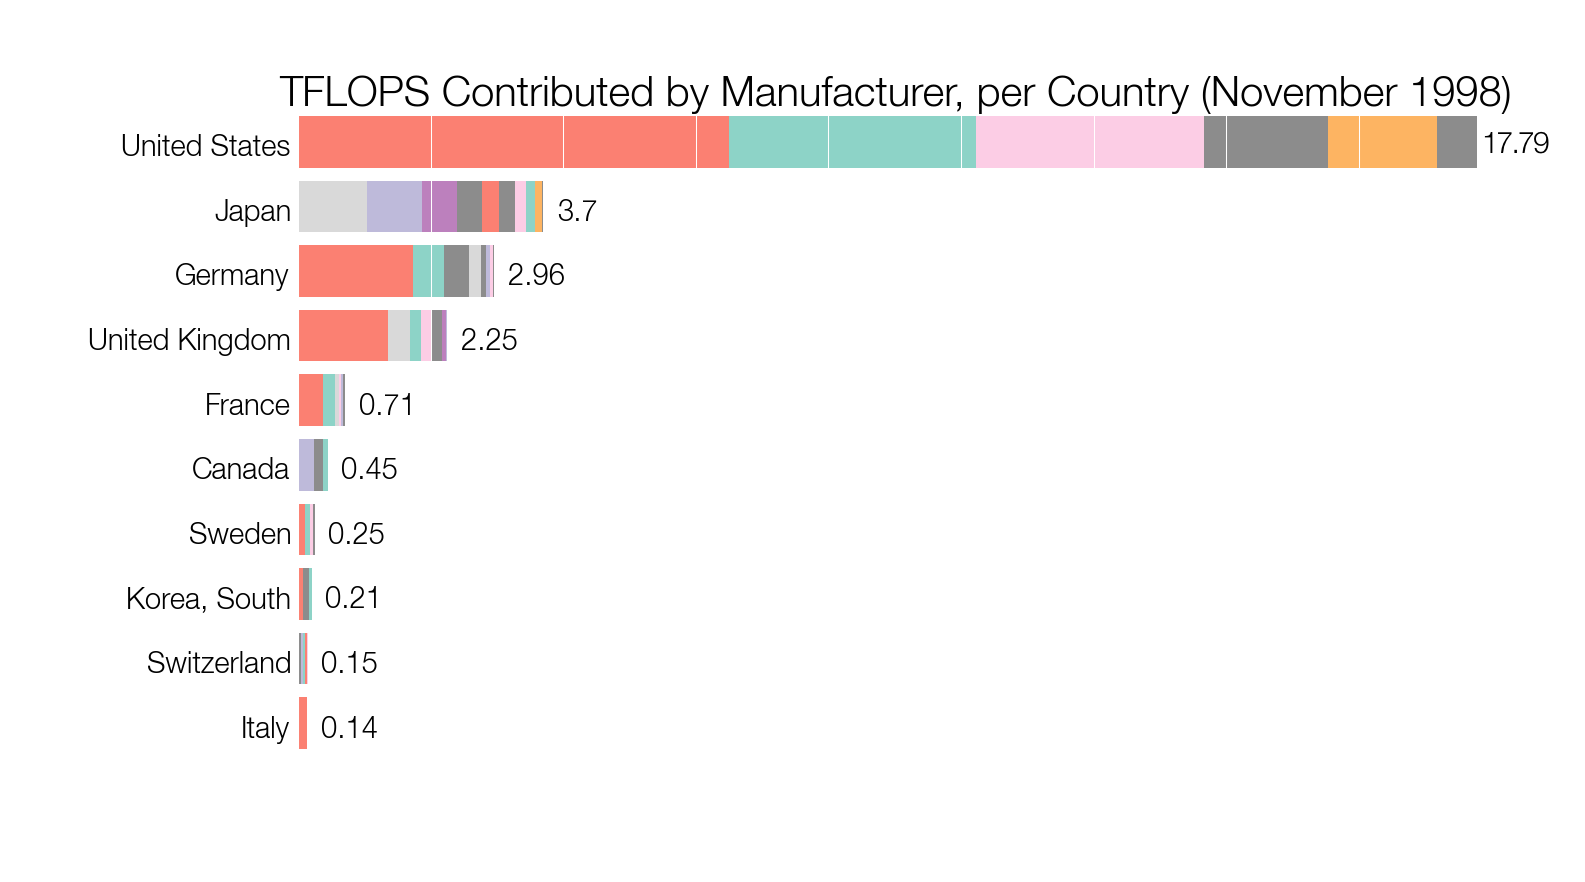 TFLOPS Contributed by Manufacturer, per Country (November 1998)
United States 17.79
Japan 3.7
Germany 2.96
United Kingdom 2.25
France 0.71
Canada 0.45
Sweden 0.25
Korea, South 0.21
Switzerland 0.15
Italy 0.14